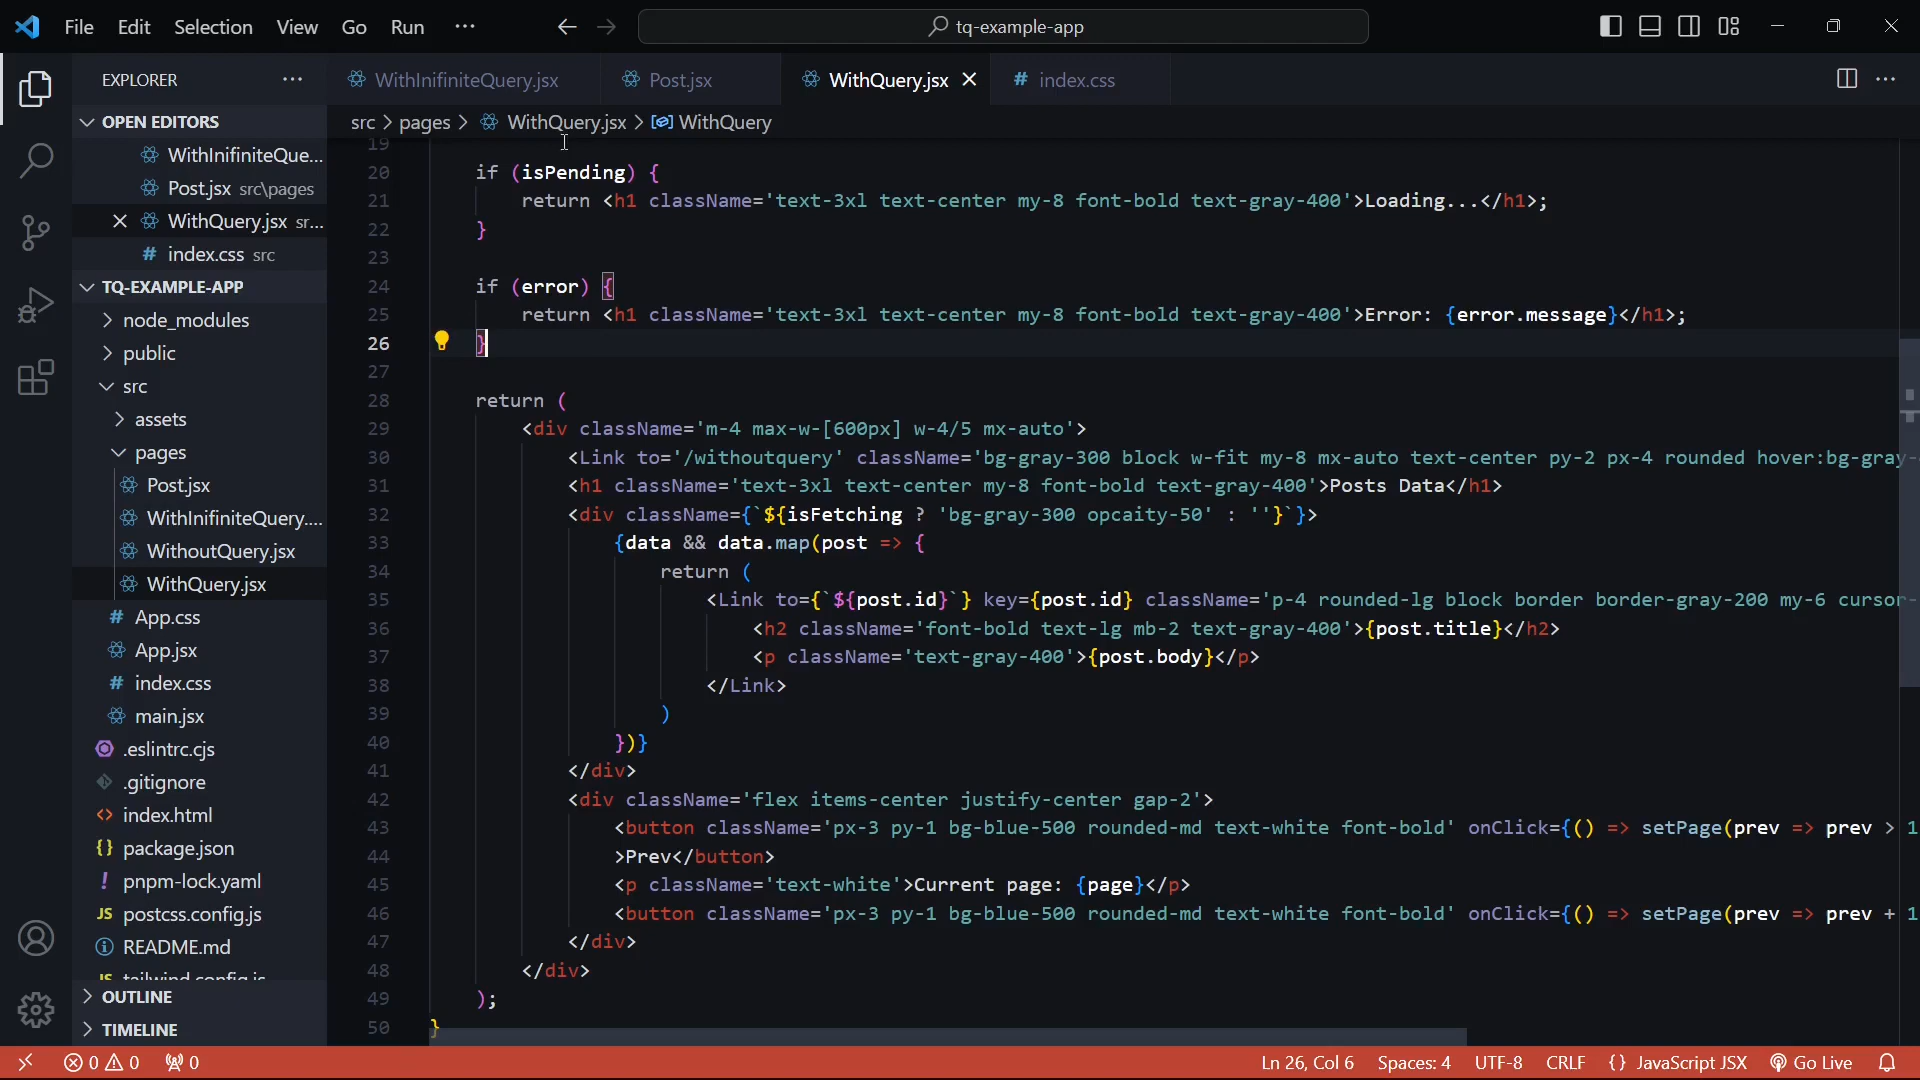 File Edit Selection View Go Run ...
tq-example-app
EXPLORER ...
OPEN EDITORS
WithInifiniteQue...
Post.jsx src\pages
WithQuery.jsx sr...
index.css src
TQ-EXAMPLE-APP
node_modules
public
src
assets
pages
Post.jsx
WithInifiniteQuery....
WithoutQuery.jsx
WithQuery.jsx
App.css
App.jsx
index.css
main.jsx
.eslintrc.cjs
.gitignore
index.html
package.json
pnpm-lock.yaml
postcss.config.js
README.md
tailwind.config.js
OUTLINE
TIMELINE
WithInifiniteQuery.jsx Post.jsx WithQuery.jsx index.css
src > pages > WithQuery.jsx > WithQuery
19
20 if (isPending) {
21 return <h1 className='text-3xl text-center my-8 font-bold text-gray-400'>Loading...</h1>;
22 }
23
24 if (error) {
25 return <h1 className='text-3xl text-center my-8 font-bold text-gray-400'>Error: {error.message}</h1>;
26 }
27
28 return (
29 <div className='m-4 max-w-[600px] w-4/5 mx-auto'>
30 <Link to='/withoutquery' className='bg-gray-300 block w-fit my-8 mx-auto text-center py-2 px-4 rounded hover:bg-gray-
31 <h1 className='text-3xl text-center my-8 font-bold text-gray-400'>Posts Data</h1>
32 <div className={`${isFetching ? 'bg-gray-300 opcaity-50' : ''}`}>
33 {data && data.map(post => {
34 return (
35 <Link to={`${post.id}`} key={post.id} className='p-4 rounded-lg block border border-gray-200 my-6 cursor-
36 <h2 className='font-bold text-lg mb-2 text-gray-400'>{post.title}</h2>
37 <p className='text-gray-400'>{post.body}</p>
38 </Link>
39 )
40 })}
41 </div>
42 <div className='flex items-center justify-center gap-2'>
43 <button className='px-3 py-1 bg-blue-500 rounded-md text-white font-bold' onClick={() => setPage(prev => prev > 1
44 >Prev</button>
45 <p className='text-white'>Current page: {page}</p>
46 <button className='px-3 py-1 bg-blue-500 rounded-md text-white font-bold' onClick={() => setPage(prev => prev + 1
47 </div>
48 </div>
49 );
50 }
0 0 0 Ln 26, Col 6 Spaces: 4 UTF-8 CRLF {} JavaScript JSX Go Live